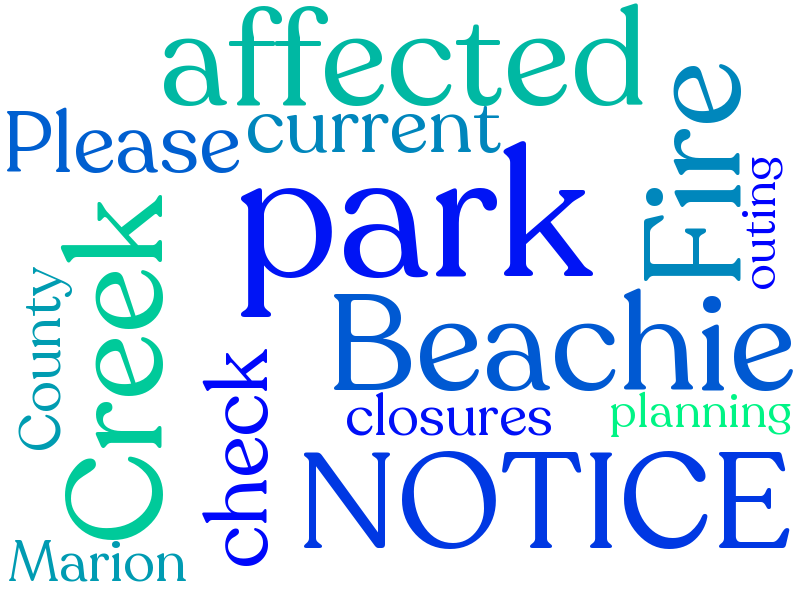 affected
Please
current
Fire
outing
park
Creek
County
Beachie
check
closures
planning
NOTICE
Marion